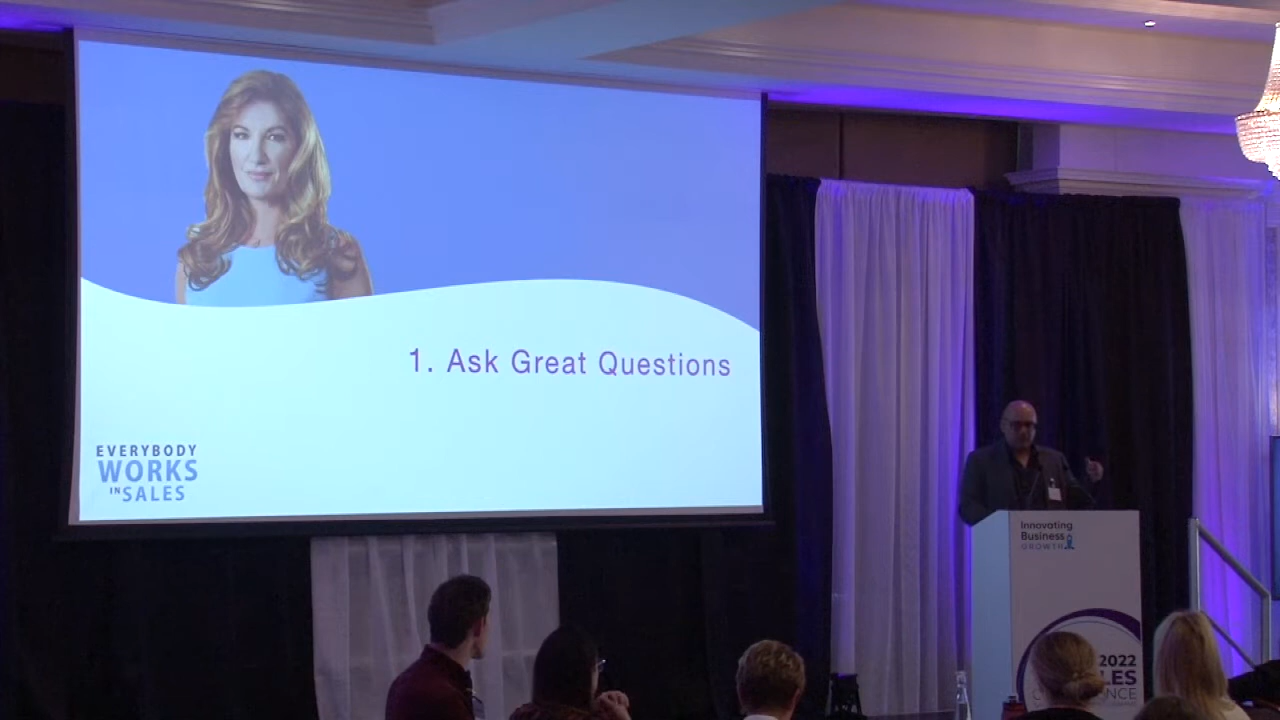 1. Ask Great Questions
EVERYBODY
WORKS
IN SALES
Innovating
Business
GROWTH
2022